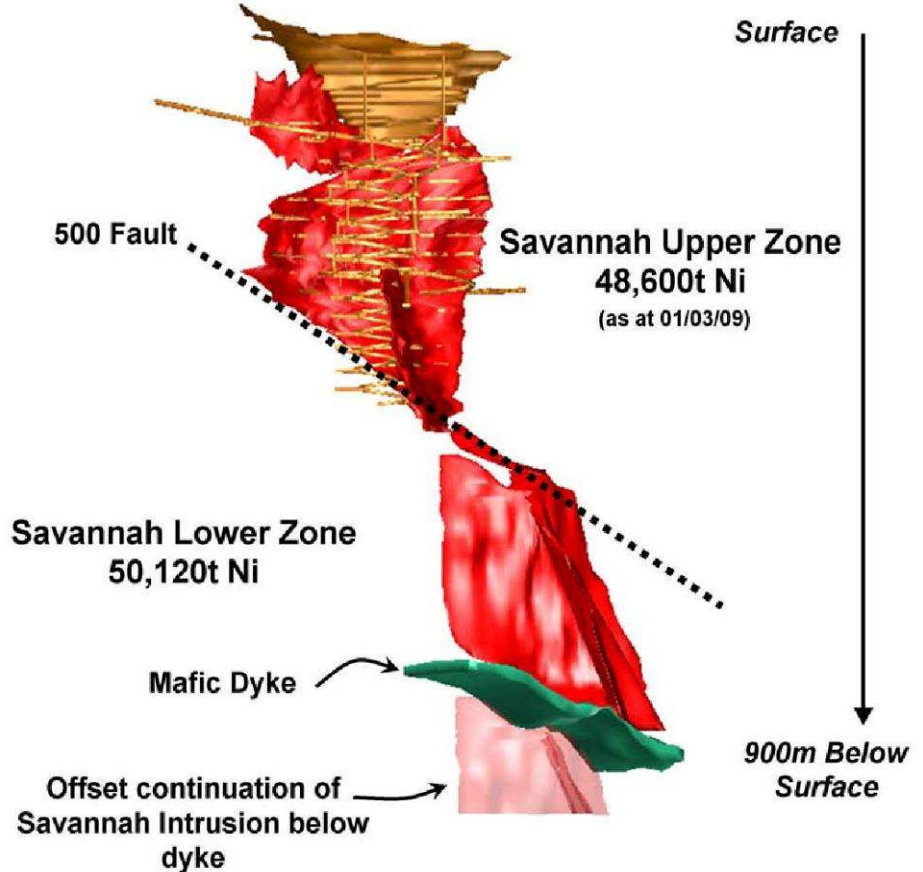 Surface
500 Fault
Savannah Upper Zone
48,600t Ni
(as at 01/03/09)
Savannah Lower Zone
50,120t Ni
Mafic Dyke
900m Below
Surface
Offset continuation of
Savannah Intrusion below
dyke